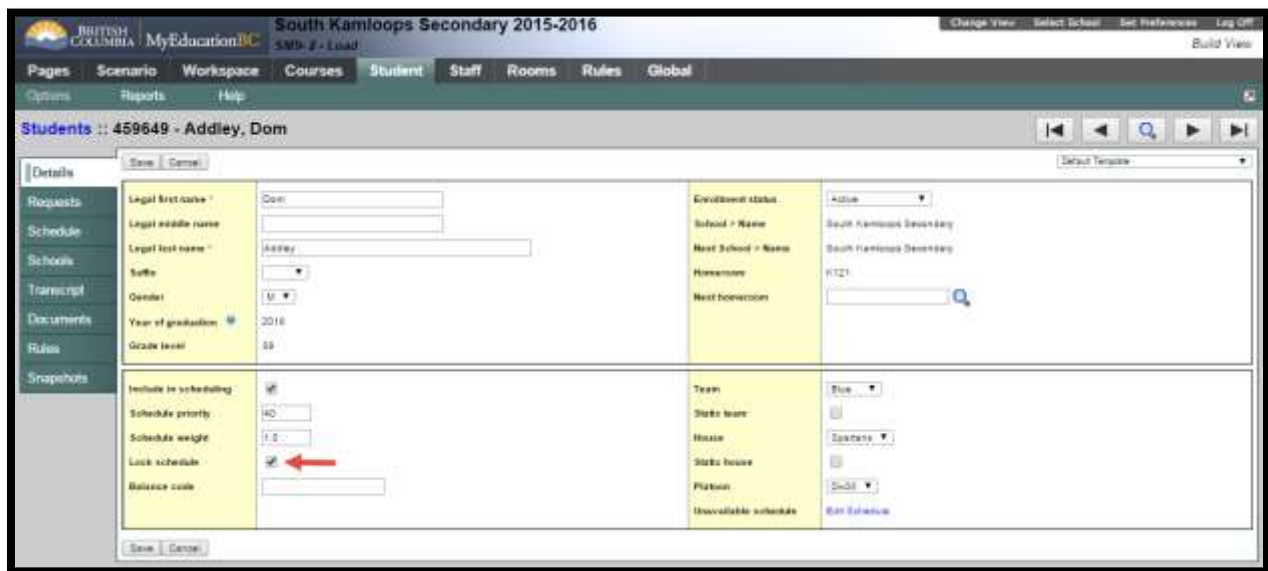 South Kamloops Secondary 2015-2016
Change View Select School Set Preferences Log Off
BRITISH COLUMBIA MyEducationBC
Build View
Pages Scenario Workspace Courses Student Staff Rooms Rules Global
Options Reports Help
Students :: 459649 - Addley, Dom
Save Cancel
Default Template
Details
Requests
Schedule
Schools
Transcript
Documents
Rules
Snapshots
Legal first name * Dom
Legal middle name
Legal last name * Addley
Suffix
Gender M
Year of graduation
Grade level 09
Enrollment status Active
School > Name South Kamloops Secondary
Next School > Name South Kamloops Secondary
Homeroom K121
Next homeroom
Include in scheduling
Schedule priority 40
Schedule weight 1.0
Lock schedule
Balance code
Team Blue
Static team
House Spartans
Static house
Platoon
Unavailable schedule Edit Schedule
Save Cancel